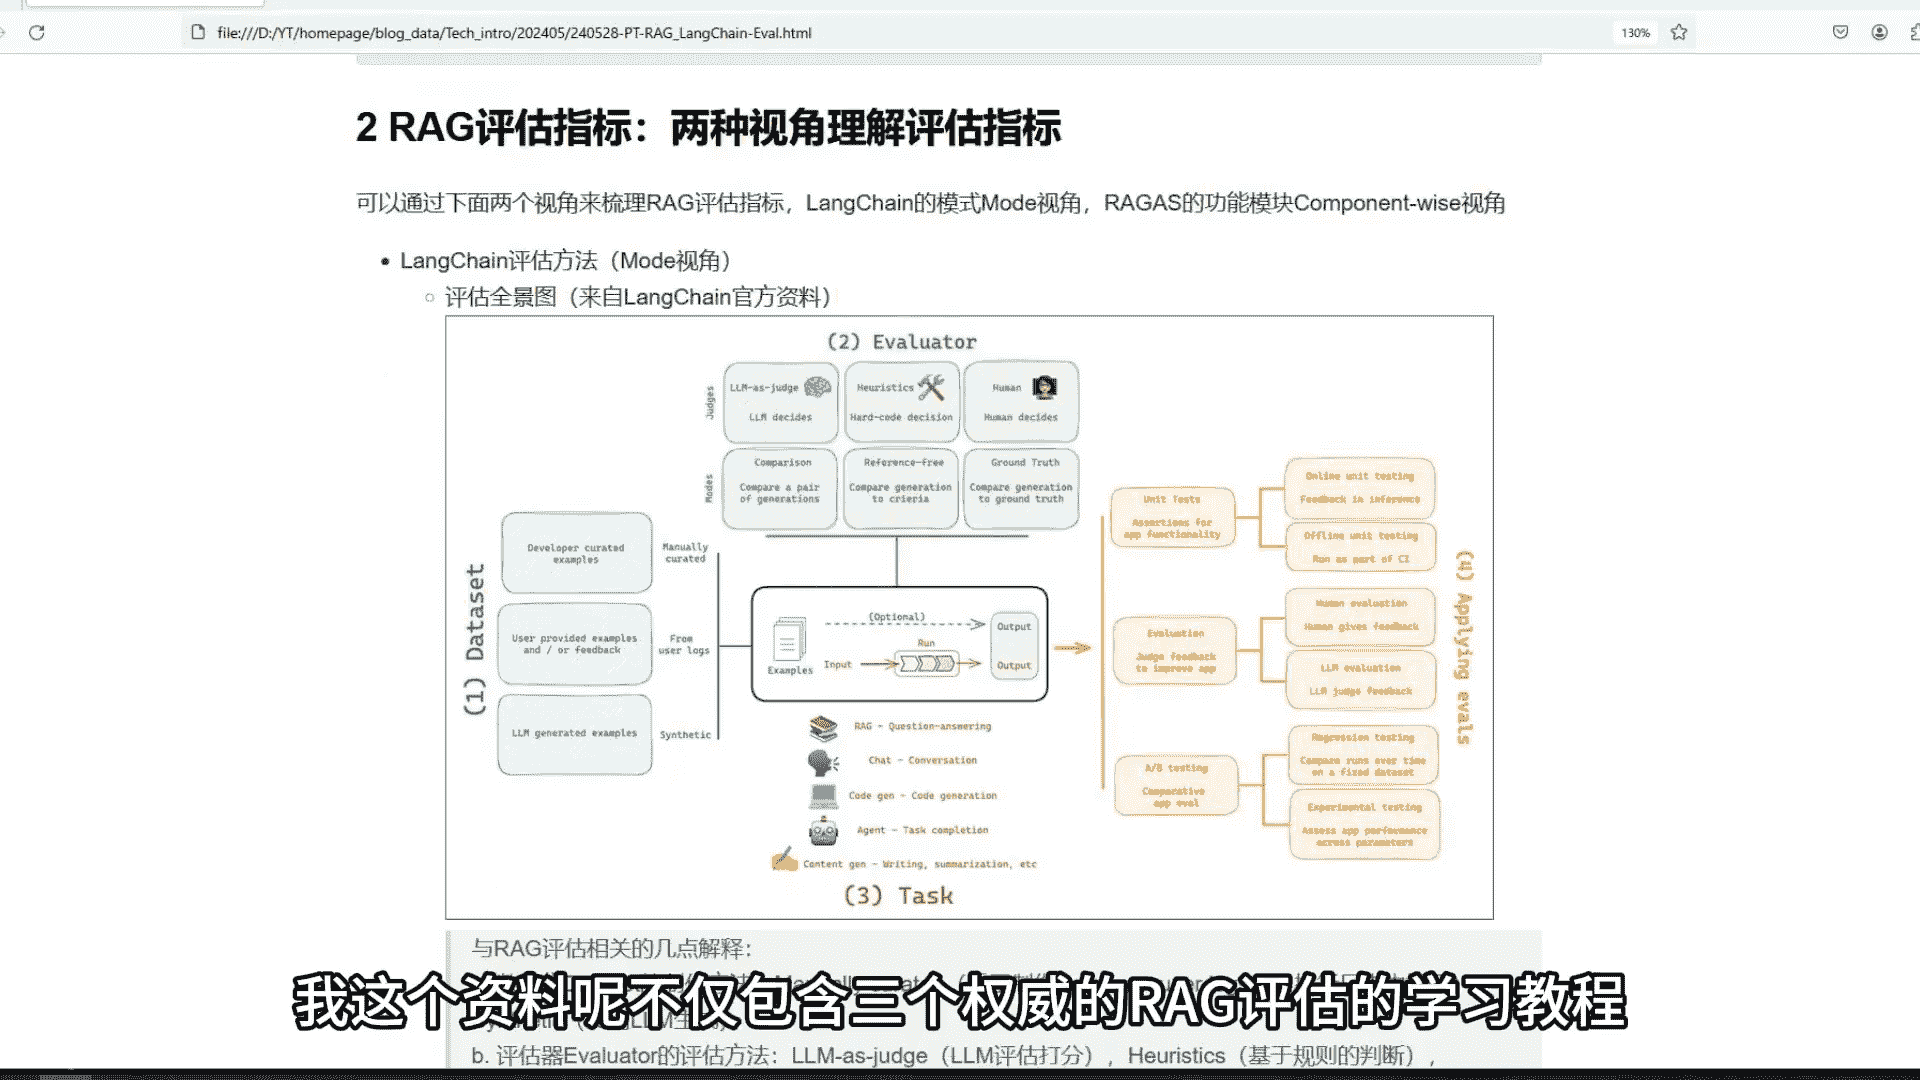 file:///D:/YT/homepage/blog_data/Tech_intro/202405/240528-PT-RAG_LangChain-Eval.html
130%
2 RAG评估指标：两种视角理解评估指标
可以通过下面两个视角来梳理RAG评估指标，LangChain的模式Mode视角，RAGAS的功能模块Component-wise视角
LangChain评估方法（Mode视角）
评估全景图（来自LangChain官方资料）
(2) Evaluator
Judges
LLM-as-judge
LLM decides
Heuristics
Hard-code decision
Human
Human decides
Modes
Comparison
Compare a pair
of generations
Reference-free
Compare generation
to crieria
Ground Truth
Compare generation
to ground truth
(1) Dataset
Developer curated
examples
Manually
curated
User provided examples
and / or feedback
From
user logs
LLM generated examples
Synthetic
Examples
(Optional)
Run
Input
Output
Output
RAG - Question-answering
Chat - Conversation
Code gen - Code generation
Agent - Task completion
Content gen - Writing, summarization, etc
(3) Task
Unit Tests
Assertions for
app functionality
Online unit testing
Feedback in inference
Offline unit testing
Run as part of CI
Evaluation
Judge feedback
to improve app
Human evaluation
Human gives feedback
LLM evaluation
LLM judge feedback
A/B testing
Comparative
app eval
Regression testing
Compare runs over time
on a fixed dataset
Experimental testing
Assess app performance
across parameters
(4) Applying evals
与RAG评估相关的几点解释：
我这个资料呢不仅包含三个权威的RAG评估的学习教程
b. 评估器Evaluator的评估方法：LLM-as-judge（LLM评估打分），Heuristics（基于规则的判断），